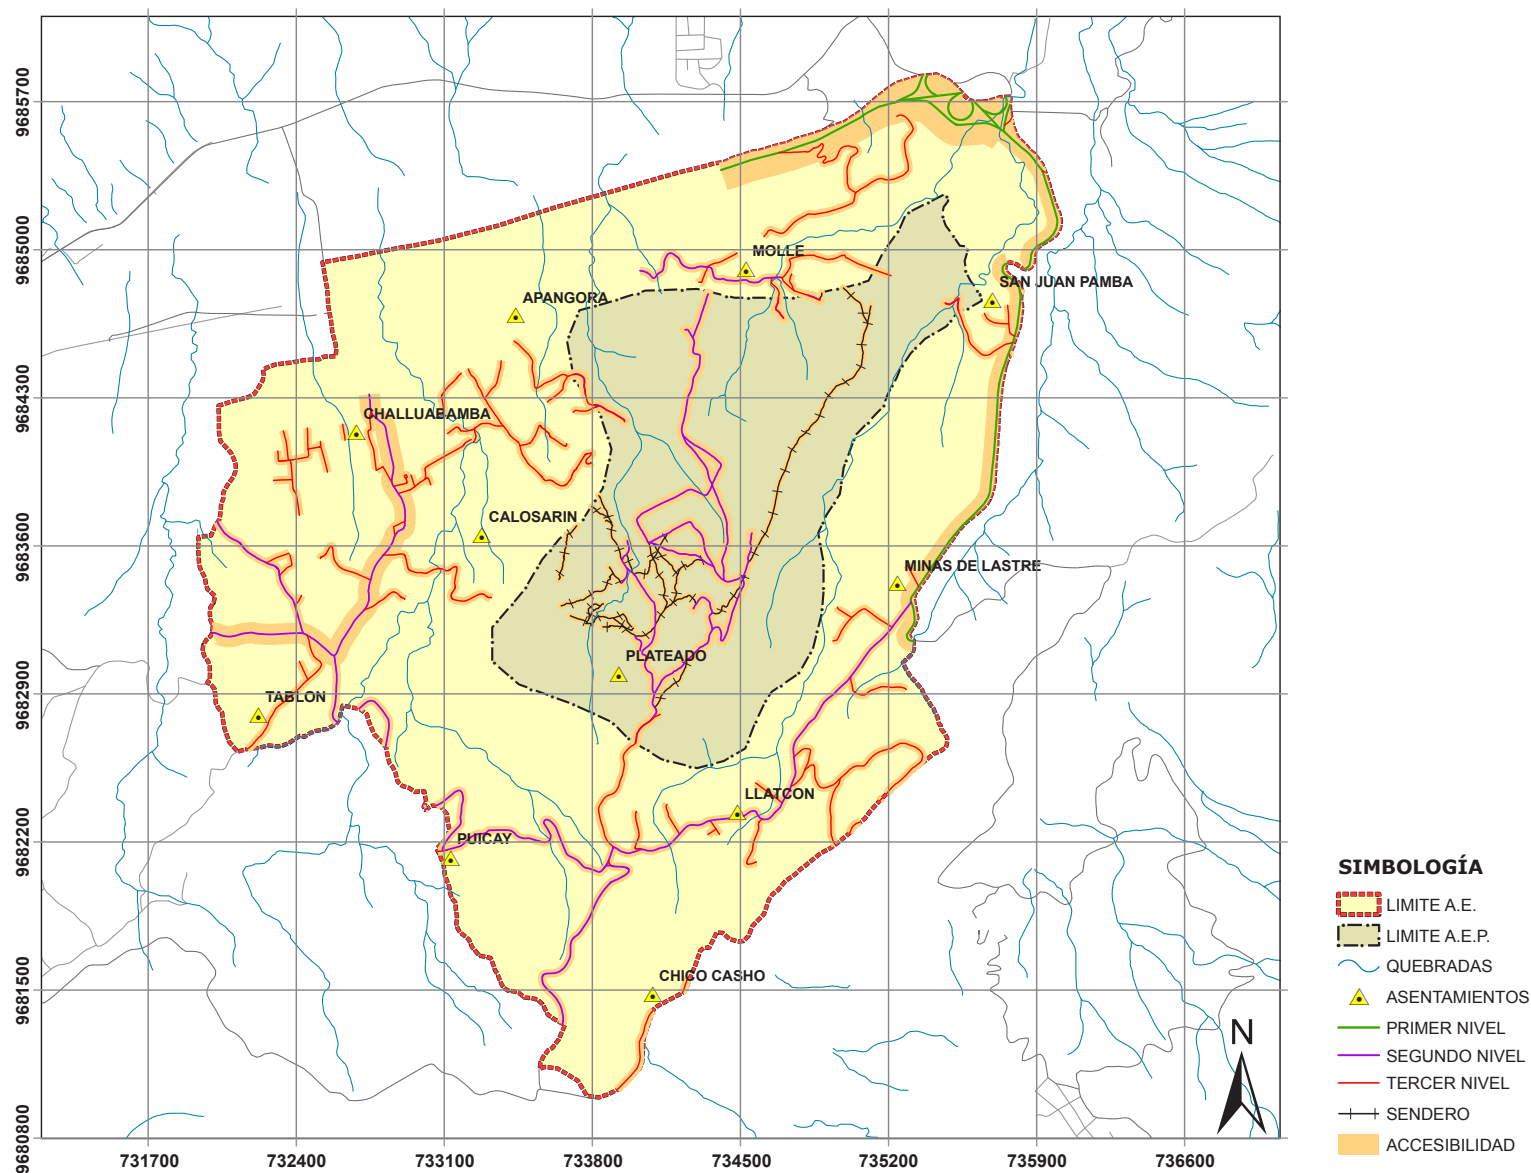 9685700
9685000
9684300
9683600
9682900
9682200
9681500
9680800
MOLLE
SAN JUAN PAMBA
APANGORA
CHALLUABAMBA
CALOSARIN
MINAS DE LASTRE
PLATEADO
TABLON
LLATCON
PUICAY
CHICO CASHO
731700 732400 733100 733800 734500 735200 735900 736600
SIMBOLOGÍA
LIMITE A.E.
LIMITE A.E.P.
QUEBRADAS
ASENTAMIENTOS
PRIMER NIVEL
SEGUNDO NIVEL
TERCER NIVEL
SENDERO
ACCESIBILIDAD
N